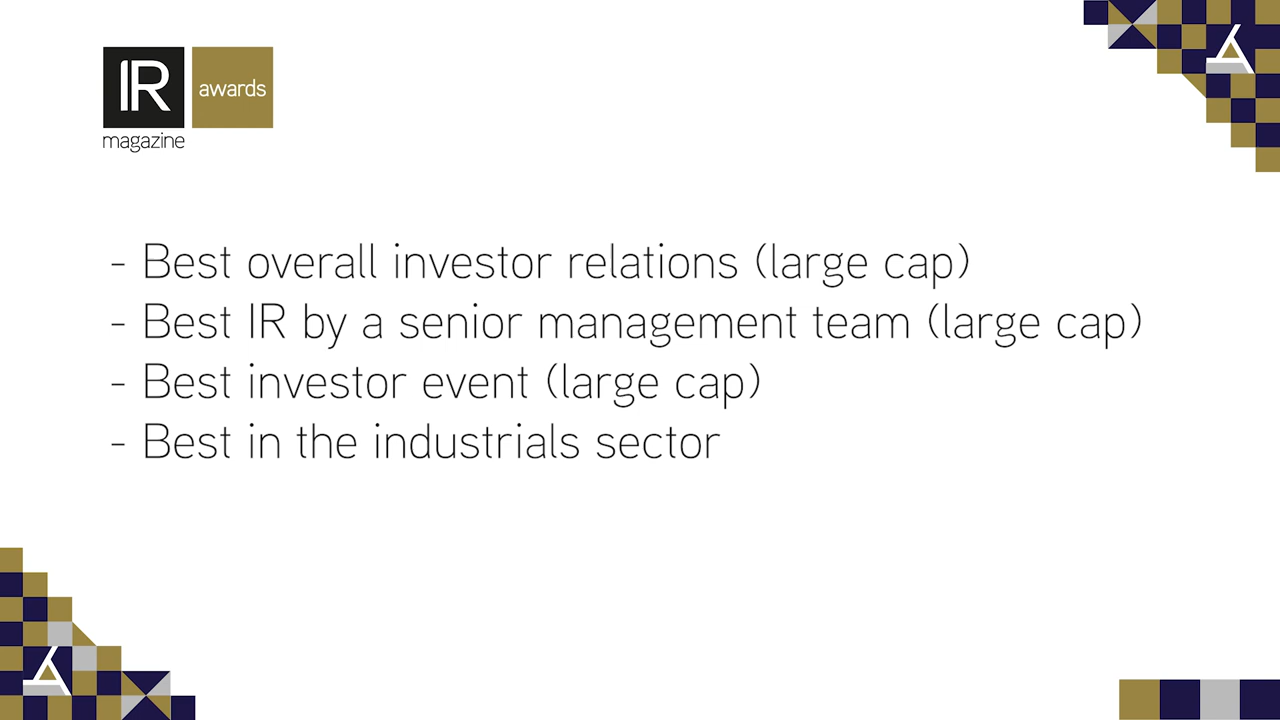 IR
awards
magazine
- Best overall investor relations (large cap)
- Best IR by a senior management team (large cap)
- Best investor event (large cap)
- Best in the industrials sector